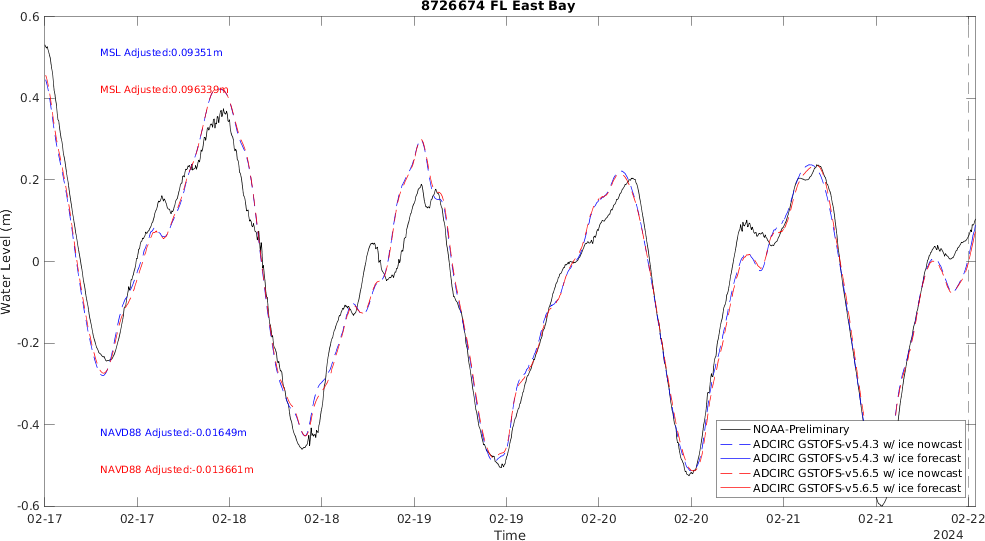 8726674 FL East Bay
0.6
0.4
0.2
0
-0.2
-0.4
-0.6
Water Level (m)
MSL Adjusted:0.09351m
MSL Adjusted:0.096339m
NAVD88 Adjusted:-0.01649m
NAVD88 Adjusted:-0.013661m
NOAA-Preliminary
ADCIRC GSTOFS-v5.4.3 w/ ice nowcast
ADCIRC GSTOFS-v5.4.3 w/ ice forecast
ADCIRC GSTOFS-v5.6.5 w/ ice nowcast
ADCIRC GSTOFS-v5.6.5 w/ ice forecast
02-17 02-17 02-18 02-18 02-19 02-19 02-20 02-20 02-21 02-21 02-22
Time
2024